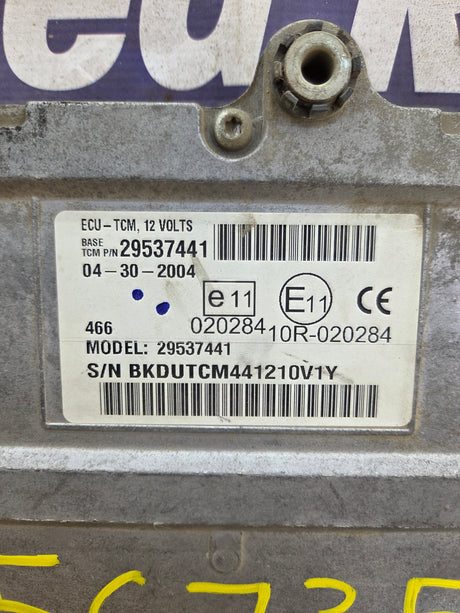 ECU-TCM, 12 VOLTS
BASE
TCM P/N 29537441
04-30-2004
e11 E11 CE
020284 10R-020284
466
MODEL: 29537441
S/N BKDUTCM441210V1Y